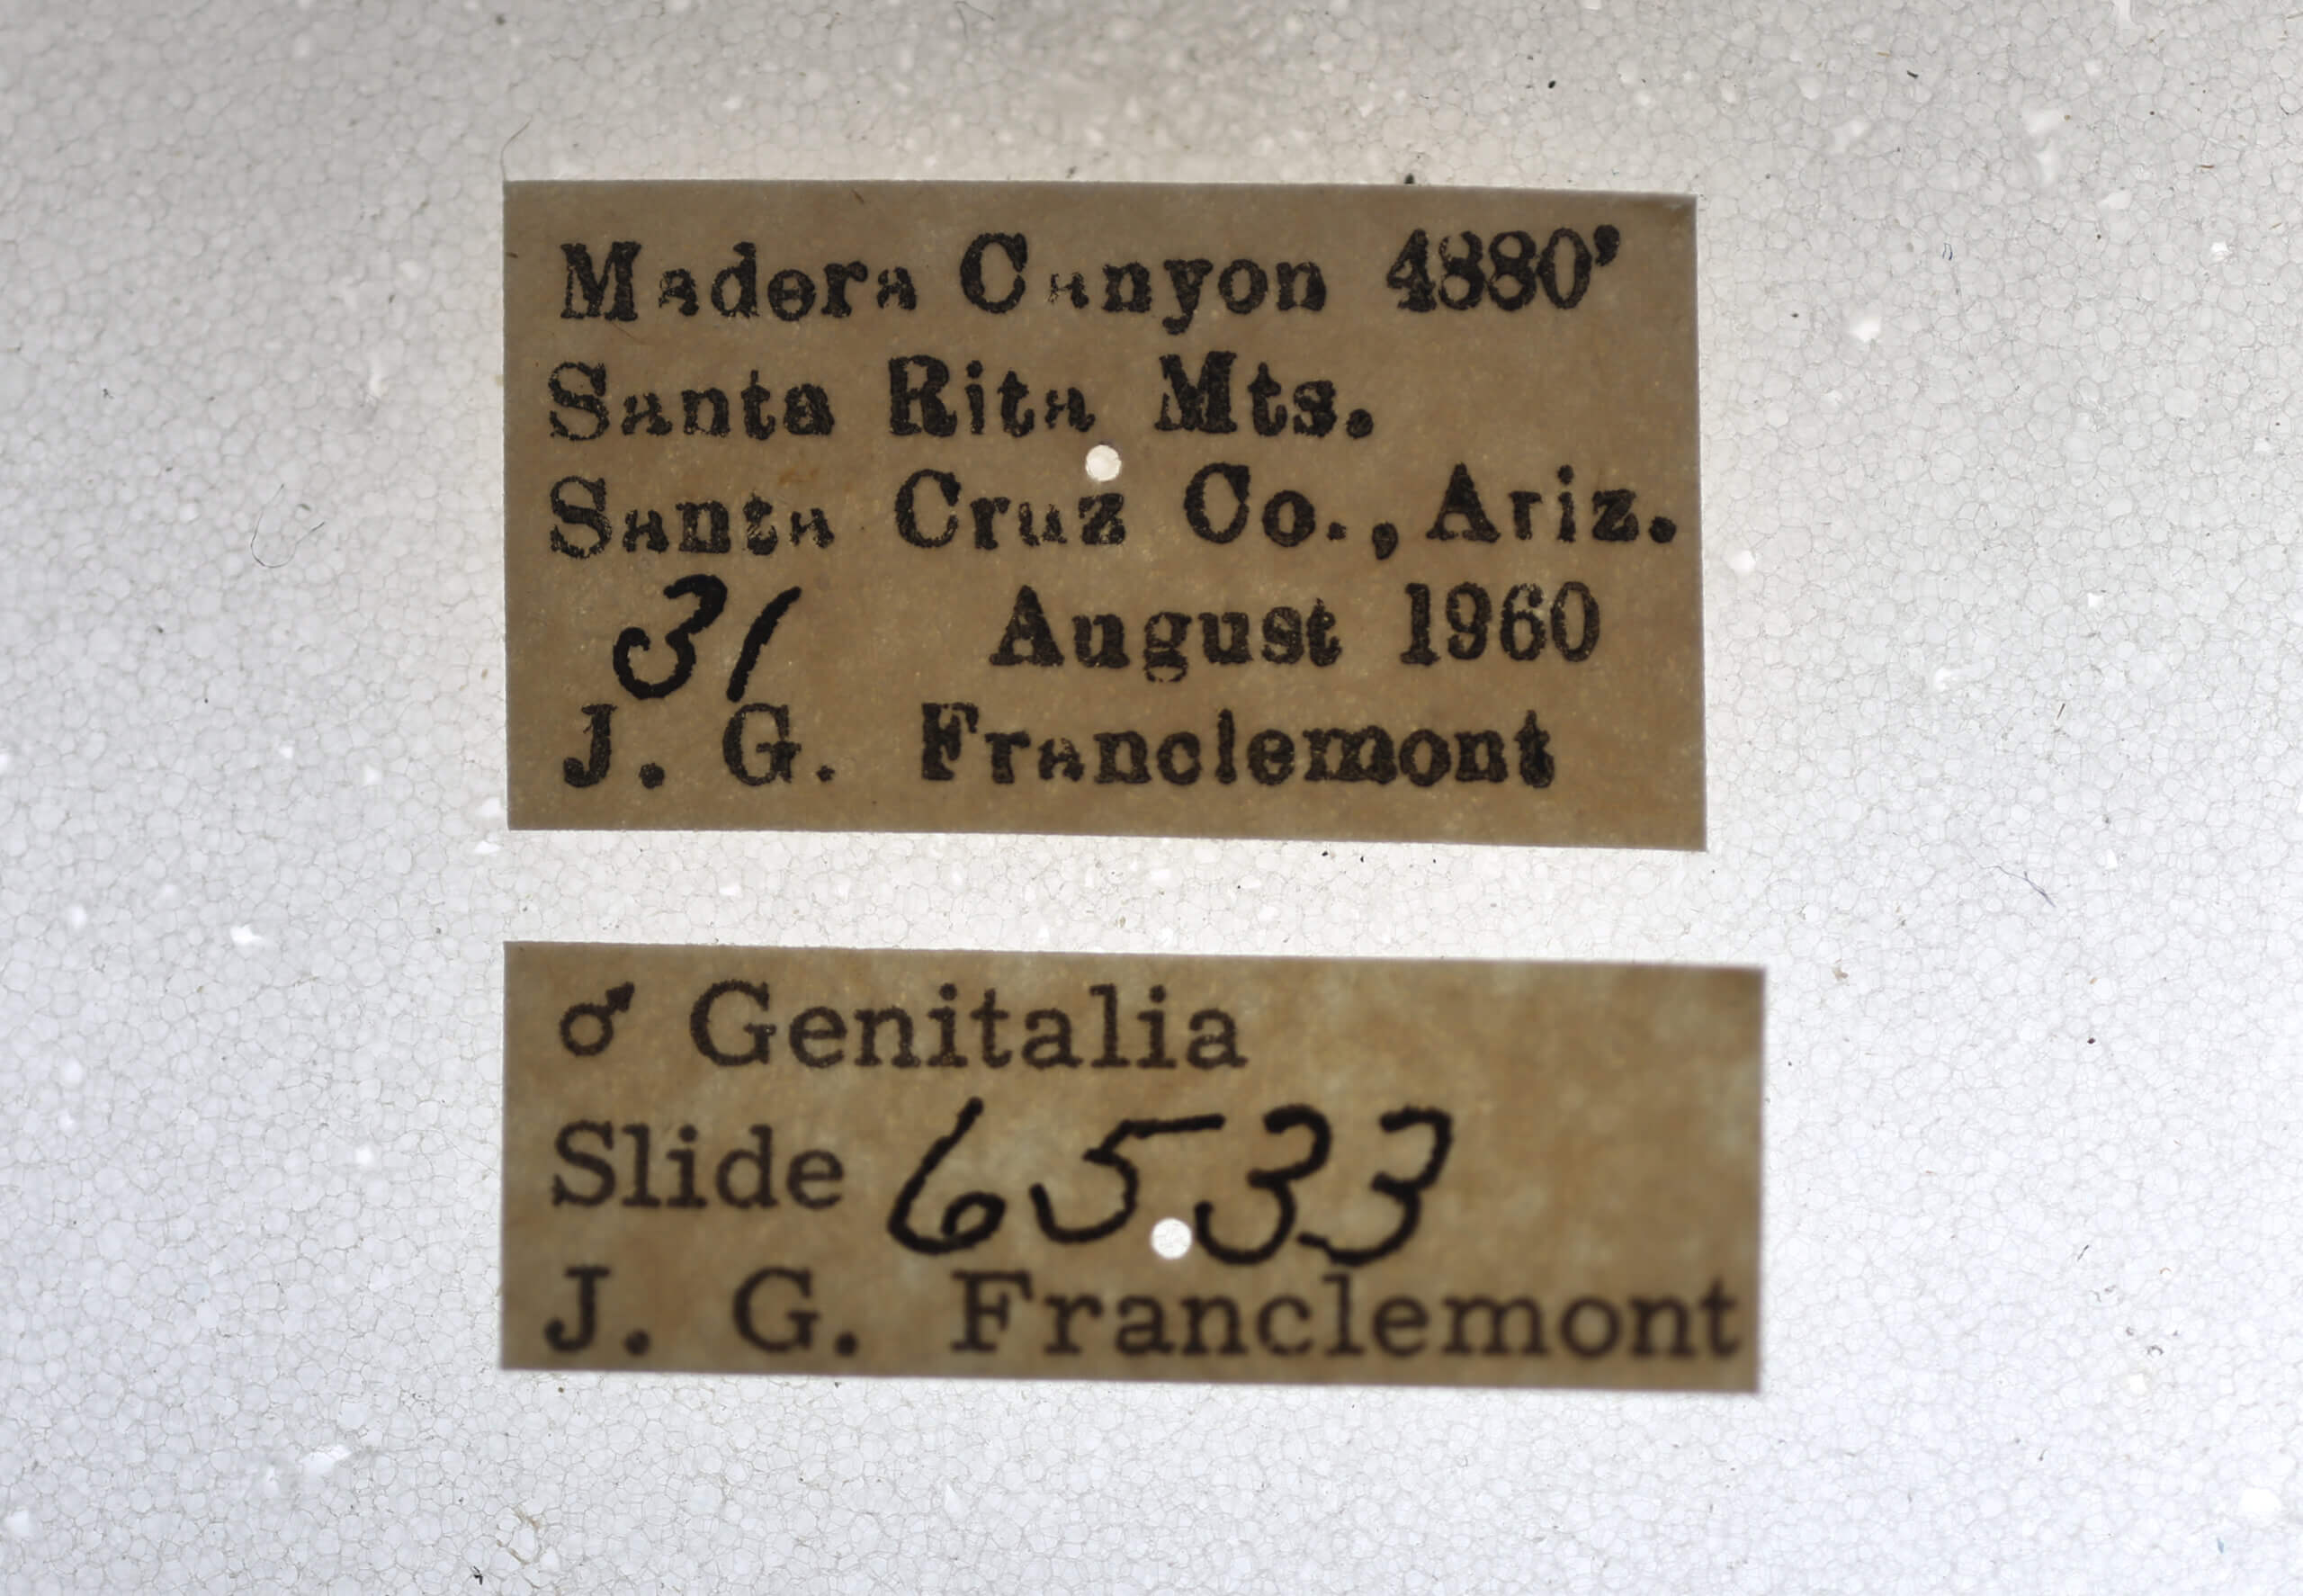 Madera Canyon 4880'
Santa Rita Mts.
Santa Cruz Co., Ariz.
31 August 1960
J. G. Franclemont
♂ Genitalia
Slide 6533
J. G. Franclemont